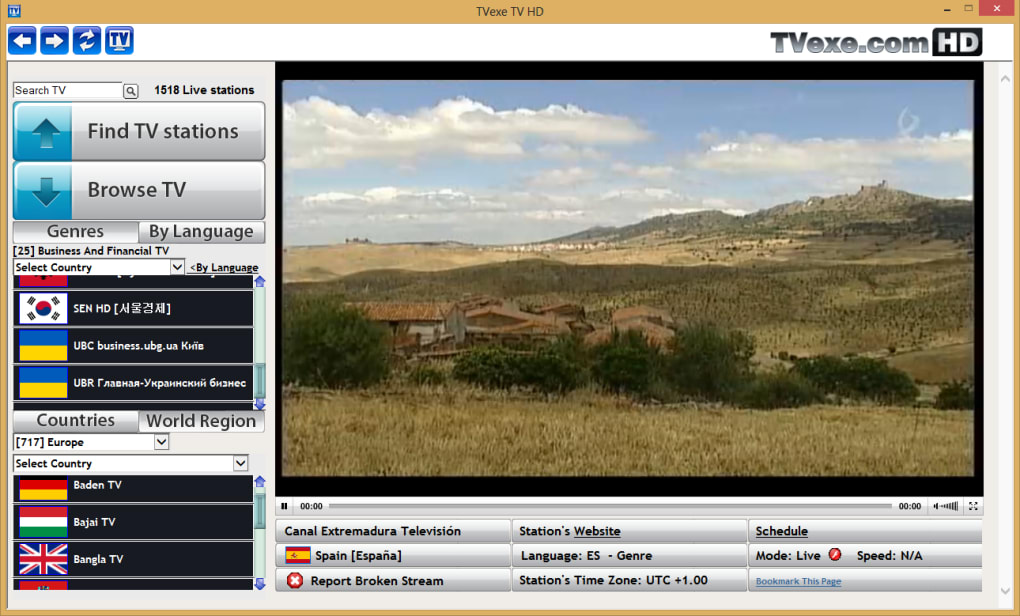 TVexe TV HD
TV
TVexe.com HD
Search TV
1518 Live stations
Find TV stations
Browse TV
Genres
By Language
[25] Business And Financial TV
Select Country
<By Language
SEN HD [서울경제]
UBC business.ubg.ua Київ
UBR Главная-Украинский бизнес
Countries
World Region
[717] Europe
Select Country
Baden TV
Bajai TV
Bangla TV
00:00
00:00
Canal Extremadura Televisión
Station's Website
Schedule
Spain [España]
Language: ES - Genre
Mode: Live
Speed: N/A
Report Broken Stream
Station's Time Zone: UTC +1.00
Bookmark This Page